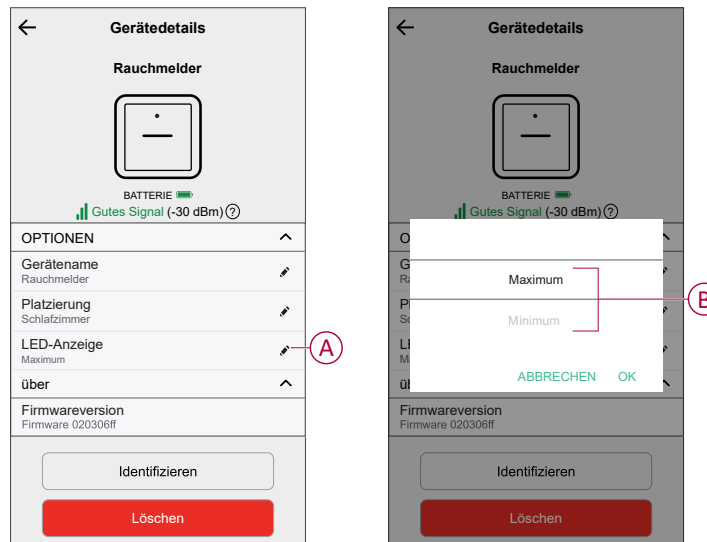 Gerätedetails
Rauchmelder
BATTERIE
Gutes Signal (-30 dBm) ?
OPTIONEN
Gerätename
Rauchmelder
Platzierung
Schlafzimmer
LED-Anzeige
Maximum
A
über
Firmwareversion
Firmware 020306ff
Identifizieren
Löschen
Gerätedetails
Rauchmelder
BATTERIE
Gutes Signal (-30 dBm) ?
Maximum
Minimum
B
ABBRECHEN OK
Firmwareversion
Firmware 020306ff
Identifizieren
Löschen